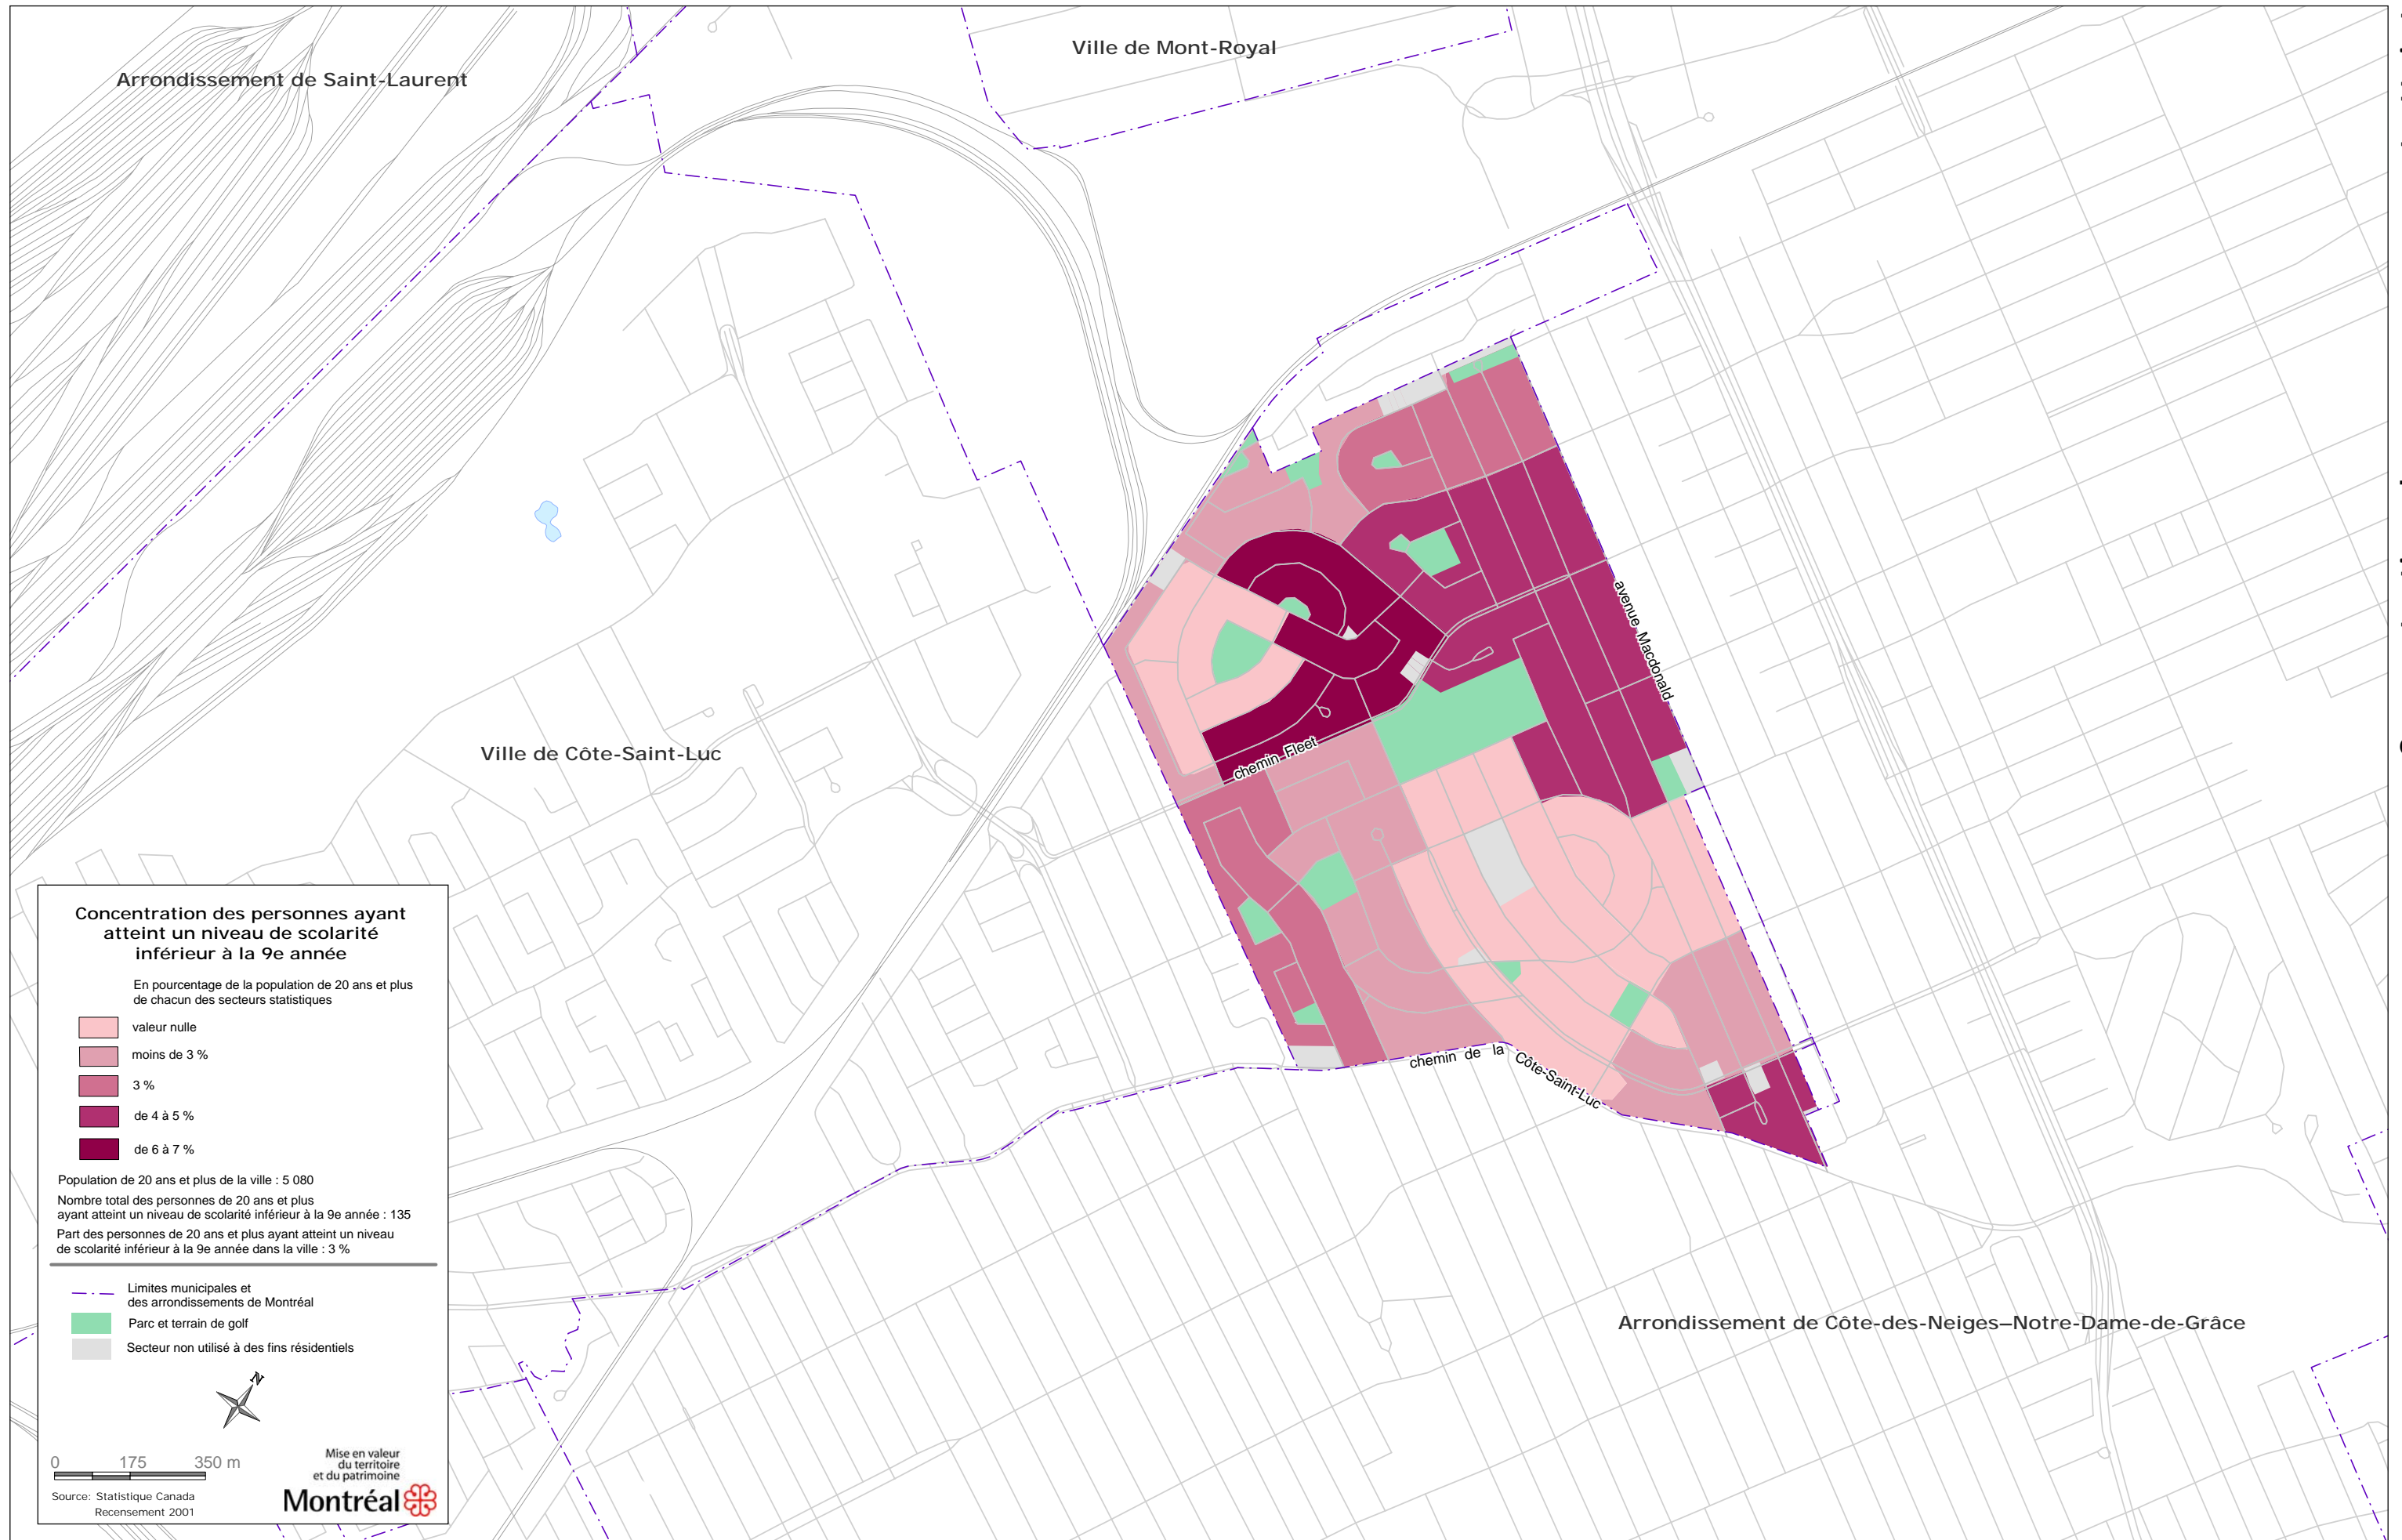 Arrondissement de Saint-Laurent
Ville de Mont-Royal
Ville de Côte-Saint-Luc
avenue Macdonald
chemin Fleet
chemin de la Côte-Saint-Luc
Arrondissement de Côte-des-Neiges–Notre-Dame-de-Grâce
Concentration des personnes ayant
atteint un niveau de scolarité
inférieur à la 9e année
En pourcentage de la population de 20 ans et plus
de chacun des secteurs statistiques
valeur nulle
moins de 3 %
3 %
de 4 à 5 %
de 6 à 7 %
Population de 20 ans et plus de la ville : 5 080
Nombre total des personnes de 20 ans et plus
ayant atteint un niveau de scolarité inférieur à la 9e année : 135
Part des personnes de 20 ans et plus ayant atteint un niveau
de scolarité inférieur à la 9e année dans la ville : 3 %
Limites municipales et
des arrondissements de Montréal
Parc et terrain de golf
Secteur non utilisé à des fins résidentiels
N
0 175 350 m
Source: Statistique Canada
Recensement 2001
Mise en valeur
du territoire
et du patrimoine
Montréal